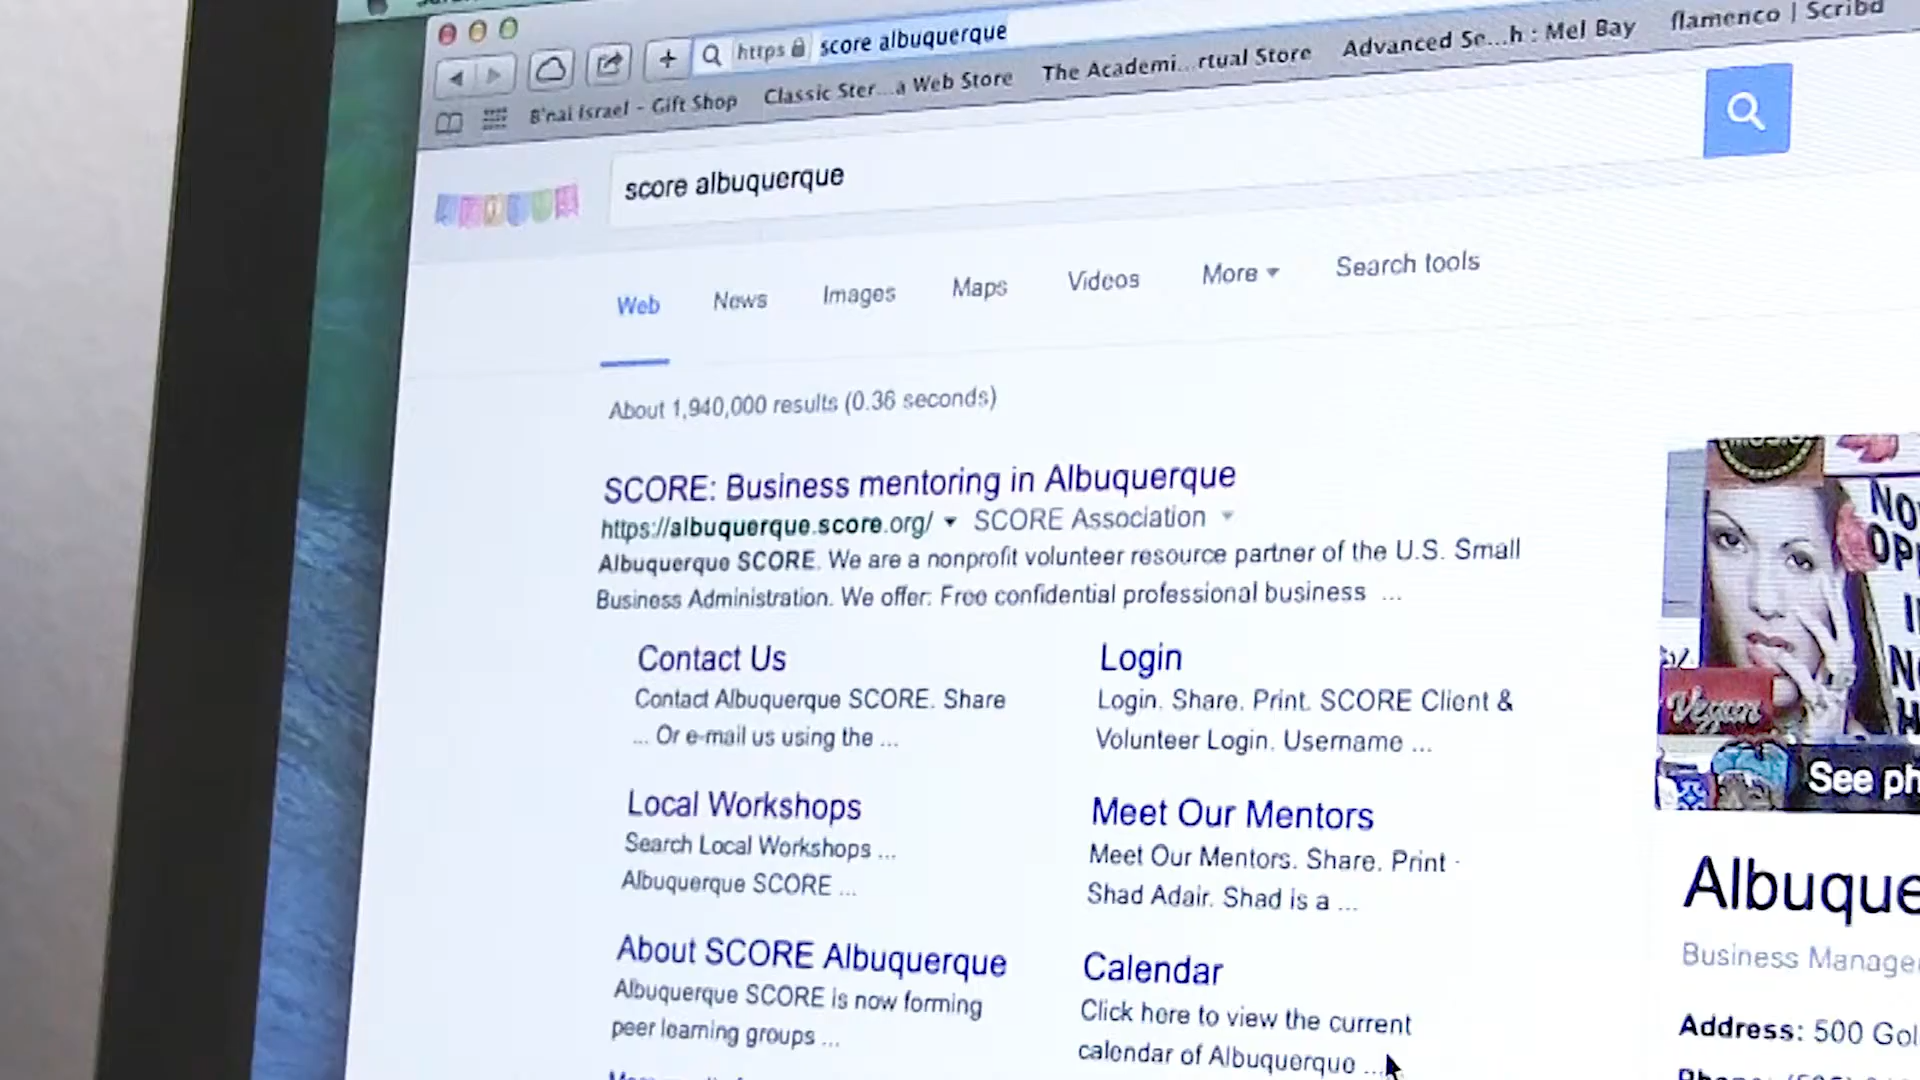 https score albuquerque
B'nai Israel - Gift Shop Classic Ster...a Web Store The Academi...rtual Store Advanced Se...h : Mel Bay flamenco | Scribd
score albuquerque
Web News Images Maps Videos More Search tools
About 1,940,000 results (0.36 seconds)
SCORE: Business mentoring in Albuquerque
https://albuquerque.score.org/ SCORE Association
Albuquerque SCORE. We are a nonprofit volunteer resource partner of the U.S. Small
Business Administration. We offer: Free confidential professional business ...
Contact Us
Contact Albuquerque SCORE. Share
... Or e-mail us using the ...
Login
Login. Share. Print. SCORE Client &
Volunteer Login. Username ...
Local Workshops
Search Local Workshops ...
Albuquerque SCORE ...
Meet Our Mentors
Meet Our Mentors. Share. Print ·
Shad Adair. Shad is a ...
About SCORE Albuquerque
Albuquerque SCORE is now forming
peer learning groups ...
Calendar
Click here to view the current
calendar of Albuquerque ...
NO
Vegan
See ph
Albuque
Business Manage
Address: 500 Gol